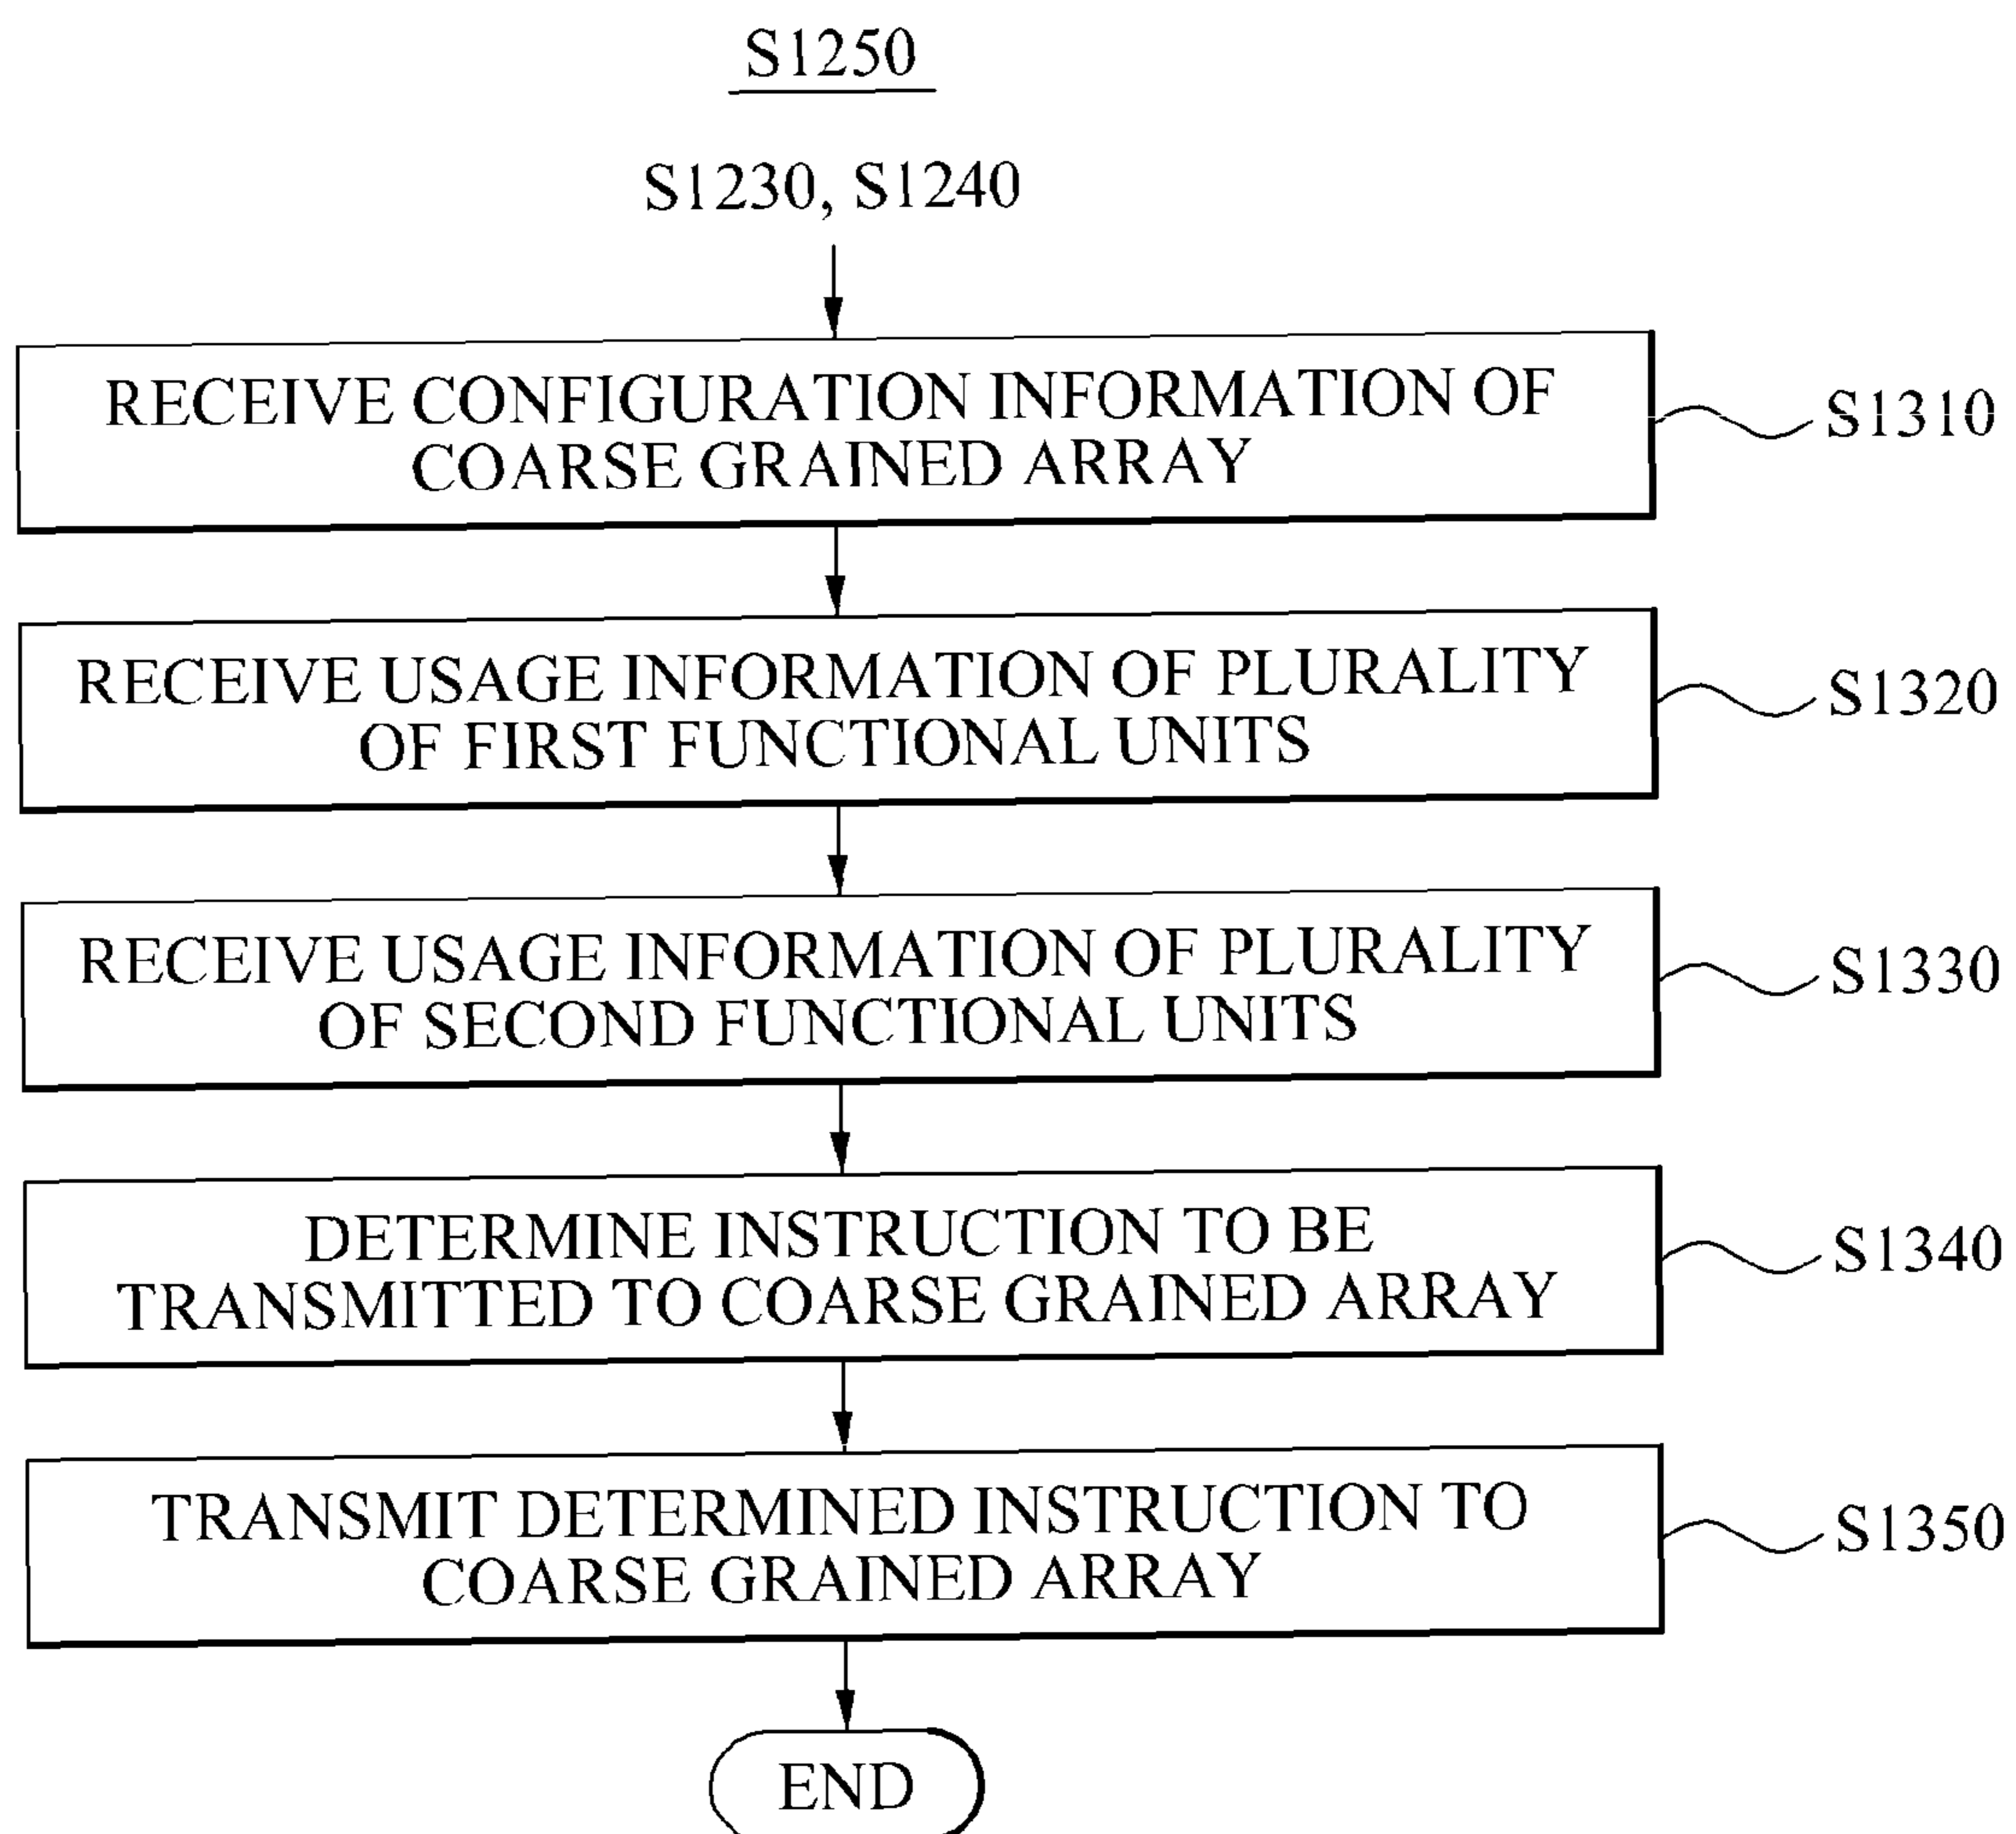 S1250
S1230, S1240
RECEIVE CONFIGURATION INFORMATION OF
COARSE GRAINED ARRAY
S1310
RECEIVE USAGE INFORMATION OF PLURALITY
OF FIRST FUNCTIONAL UNITS
S1320
RECEIVE USAGE INFORMATION OF PLURALITY
OF SECOND FUNCTIONAL UNITS
S1330
DETERMINE INSTRUCTION TO BE
TRANSMITTED TO COARSE GRAINED ARRAY
S1340
TRANSMIT DETERMINED INSTRUCTION TO
COARSE GRAINED ARRAY
S1350
END